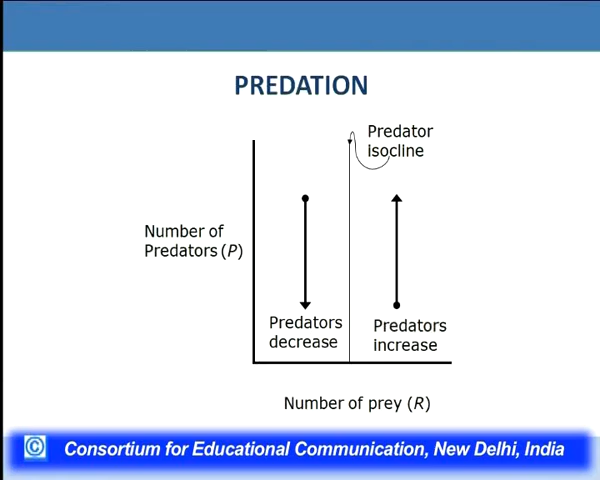 PREDATION
Predator
isocline
Number of
Predators (P)
Predators
decrease
Predators
increase
Number of prey (R)
© Consortium for Educational Communication, New Delhi, India